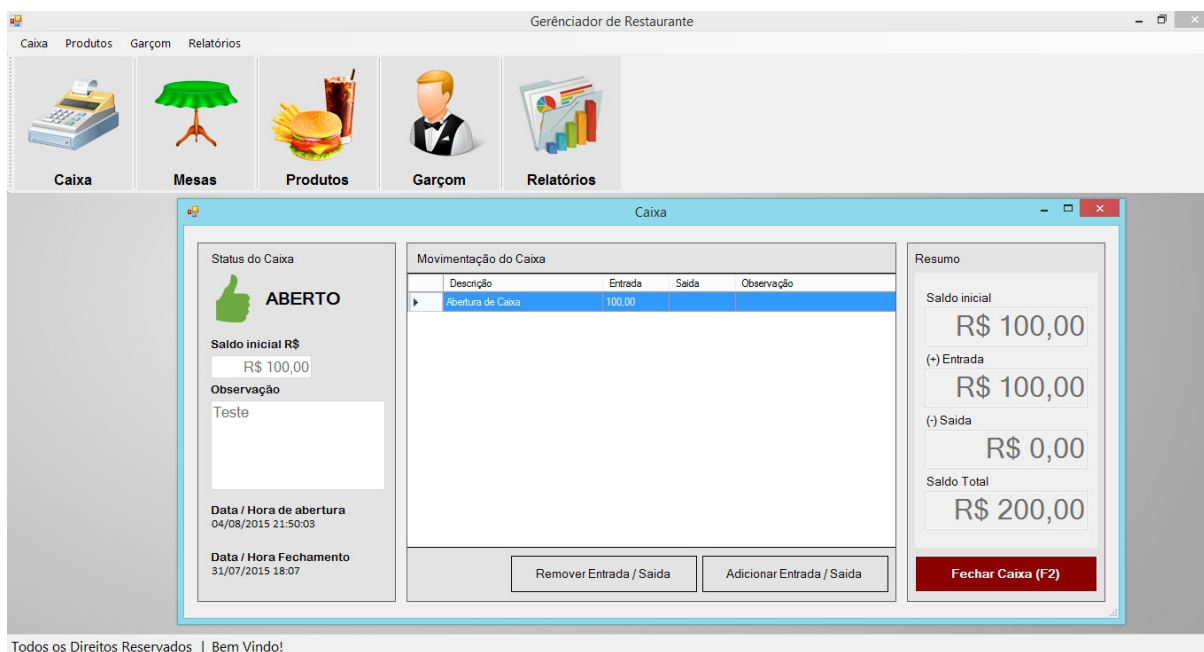 Gerênciador de Restaurante
Caixa Produtos Garçom Relatórios
Caixa Mesas Produtos Garçom Relatórios
Caixa
Status do Caixa
ABERTO
Saldo inicial R$
R$ 100,00
Observação
Teste
Data / Hora de abertura
04/08/2015 21:50:03
Data / Hora Fechamento
31/07/2015 18:07
Movimentação do Caixa
Descrição Entrada Saida Observação
Abertura de Caixa 100,00
Remover Entrada / Saida Adicionar Entrada / Saida
Resumo
Saldo inicial
R$ 100,00
(+) Entrada
R$ 100,00
(-) Saida
R$ 0,00
Saldo Total
R$ 200,00
Fechar Caixa (F2)
Todos os Direitos Reservados | Bem Vindo!